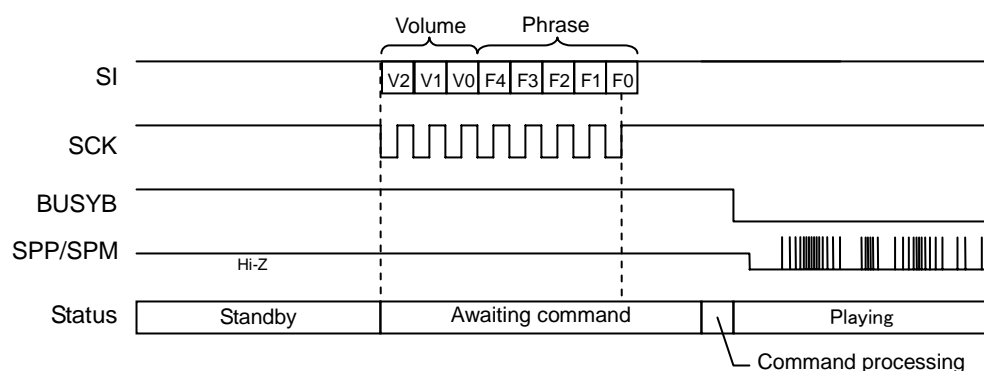 Volume Phrase
SI V2 V1 V0 F4 F3 F2 F1 F0
SCK
BUSYB
SPP/SPM
Hi-Z
Status Standby Awaiting command Playing
Command processing